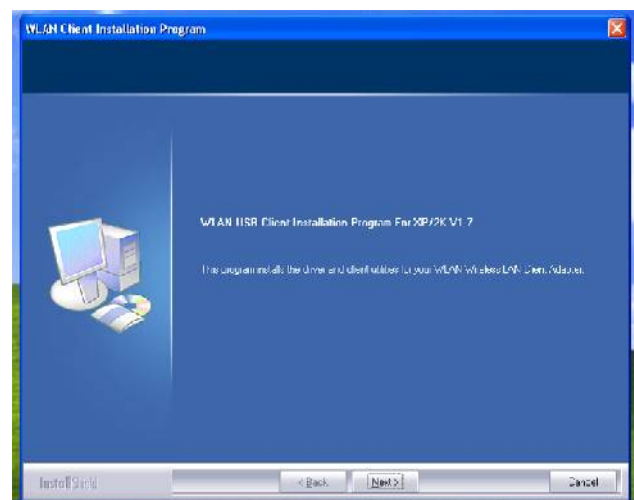 WLAN Client Installation Program
WLAN USB Client Installation Program For XP/2K V1.7
This program installs the driver and client utilities for your WLAN Wireless LAN Client Adapter.
InstallShield
< Back
Next >
Cancel